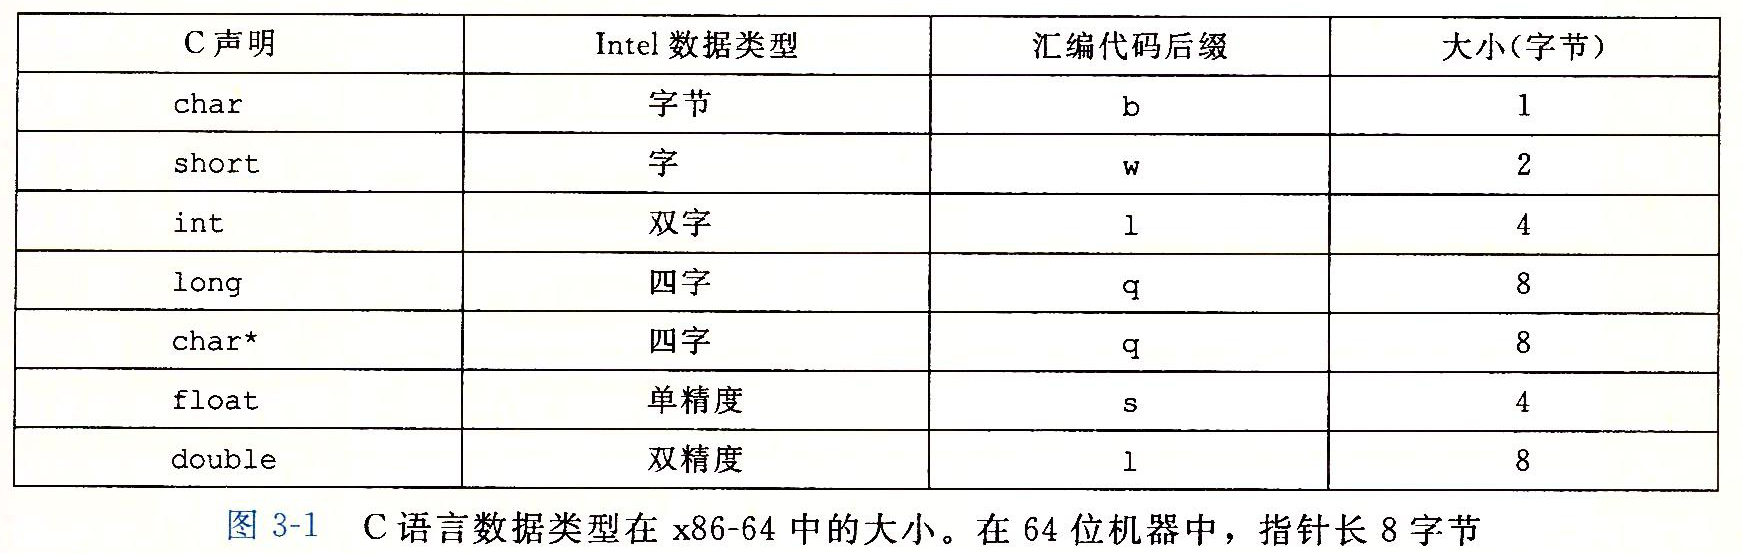 C 声明 Intel 数据类型 汇编代码后缀 大小(字节)
char 字节 b 1
short 字 w 2
int 双字 l 4
long 四字 q 8
char* 四字 q 8
float 单精度 s 4
double 双精度 l 8
图 3-1 C 语言数据类型在 x86-64 中的大小。在 64 位机器中，指针长 8 字节